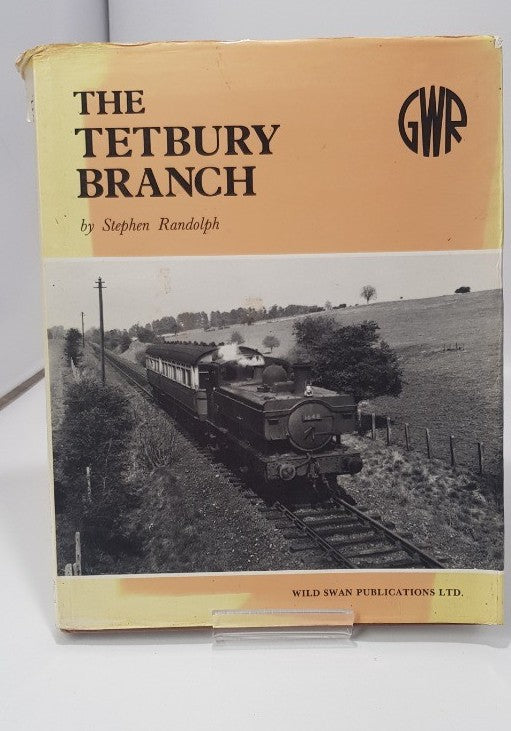 THE
TETBURY
BRANCH
by Stephen Randolph
GWR
WILD SWAN PUBLICATIONS LTD.